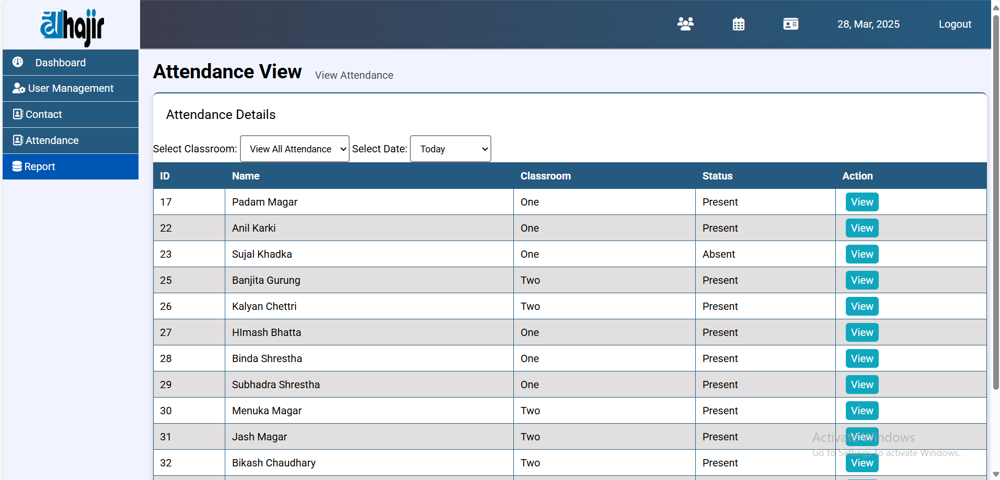 हाhajir
28, Mar, 2025 Logout
Dashboard
User Management
Contact
Attendance
Report
Attendance View View Attendance
Attendance Details
Select Classroom: View All Attendance Select Date: Today
ID Name Classroom Status Action
17 Padam Magar One Present View
22 Anil Karki One Present View
23 Sujal Khadka One Absent View
25 Banjita Gurung Two Present View
26 Kalyan Chettri Two Present View
27 HImash Bhatta One Present View
28 Binda Shrestha One Present View
29 Subhadra Shrestha One Present View
30 Menuka Magar Two Present View
31 Jash Magar Two Present View
32 Bikash Chaudhary Two Present View
Activate Windows
Go to Settings to activate Windows.